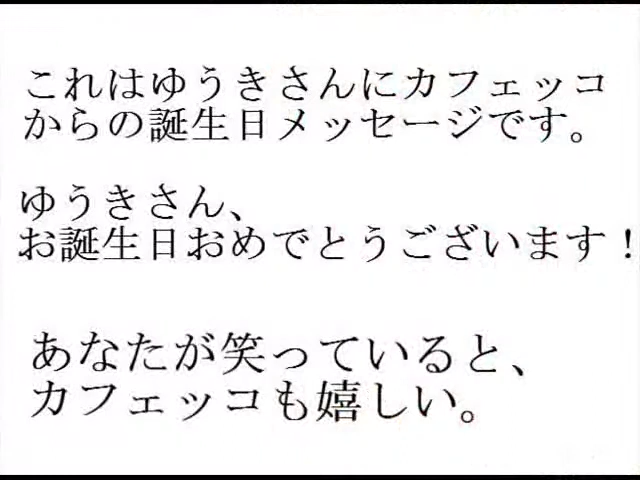 これはゆうきさんにカフェッコ
からの誕生日メッセージです。
ゆうきさん、
お誕生日おめでとうございます！
あなたが笑っていると、
カフェッコも嬉しい。